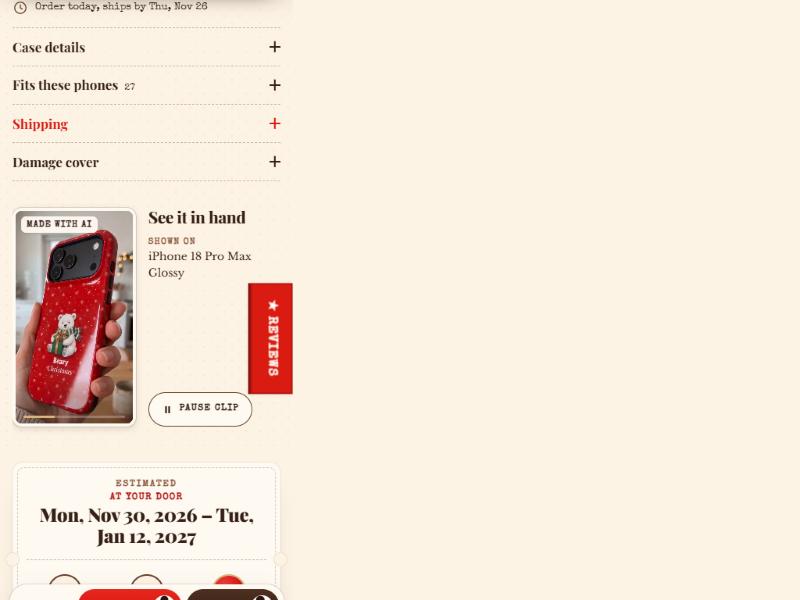 Order today, ships by Thu, Nov 26
Case details
Fits these phones 27
Shipping
Damage cover
MADE WITH AI
Beary
Christmas
See it in hand
SHOWN ON
iPhone 18 Pro Max
Glossy
★ REVIEWS
PAUSE CLIP
ESTIMATED
AT YOUR DOOR
Mon, Nov 30, 2026 – Tue,
Jan 12, 2027